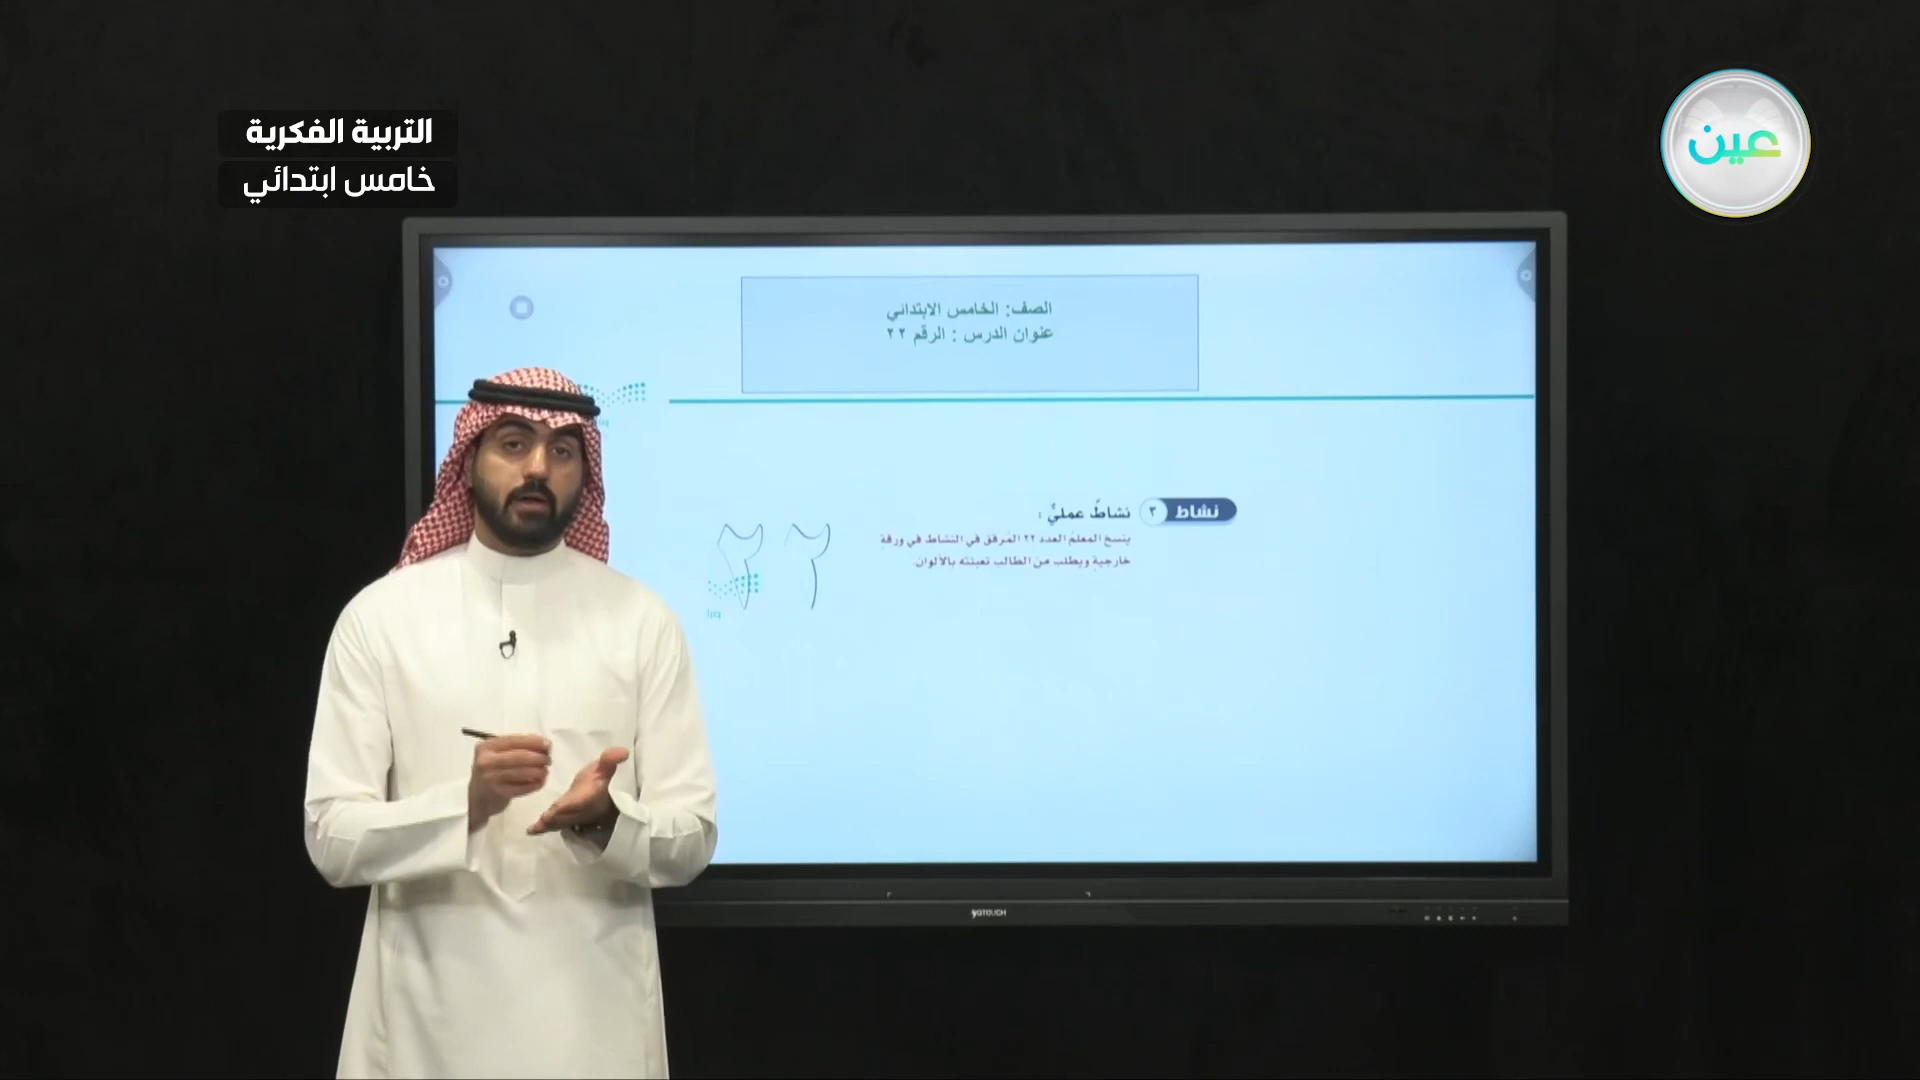 التربية الفكرية
خامس ابتدائي
عين
الصف: الخامس الابتدائي
عنوان الدرس : الرقم ٢٢
نشاط ٣ نشاطٌ عمليٌّ :
ينسخ المعلم العدد ٢٢ المرفق في النشاط في ورقة
خارجية ويطلب من الطالب تعبئته بالألوان.
٢٢